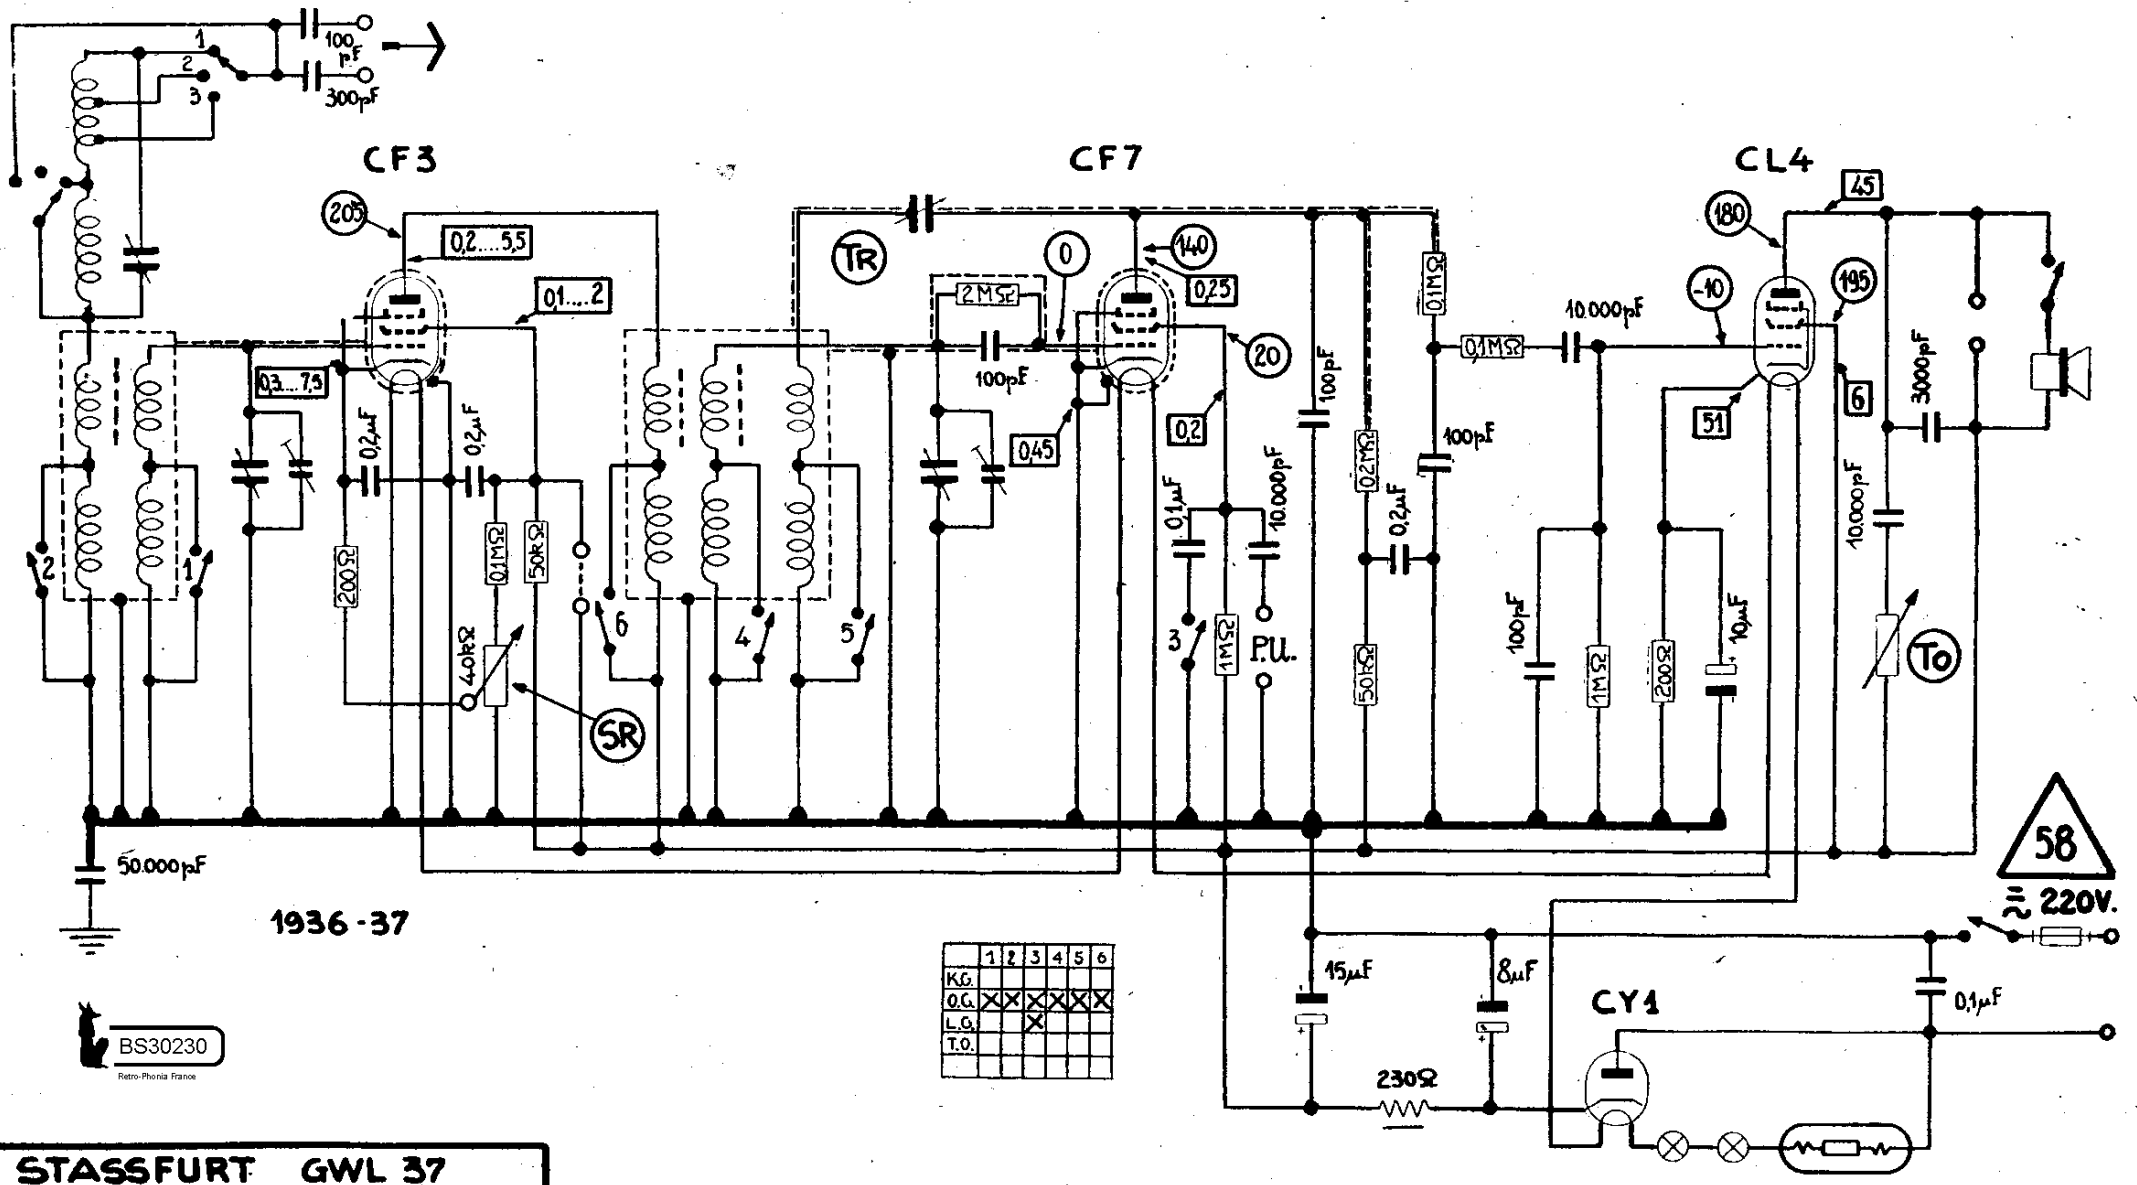 100
pF
300pF
1
2
3
CF3
CF7
CL4
205
0,2....5,5
0,1....2
0,3....7,5
TR
2MΩ
100pF
0
140
0,25
20
0,2
0,45
180
45
-10
195
6
51
0,2µF
0,2µF
200Ω
0,1MΩ
50kΩ
40kΩ
SR
2
1
6
4
5
3
0,1µF
10.000pF
1MΩ
P.U.
100pF
0,2MΩ
50kΩ
0,2µF
0,1MΩ
100pF
0,1MΩ
10.000pF
100pF
1MΩ
200Ω
10µF
3000pF
10.000pF
TO
50.000pF
58
220V.
1936-37
1 2 3 4 5 6
K.G.
O.G. X X X X X X
L.G. X
T.O.
15µF
8µF
230Ω
CY1
0,1µF
BS30230
Retro-Phonia France
STASSFURT GWL 37